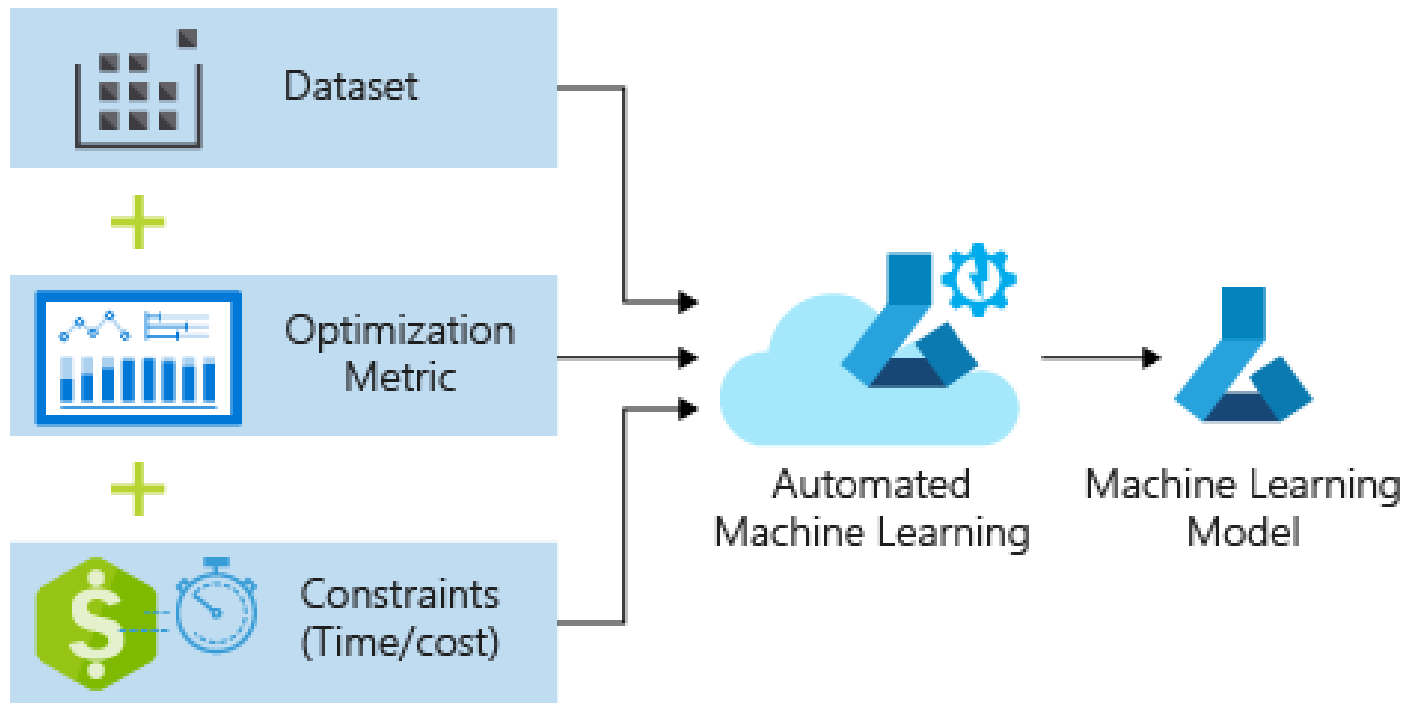 Dataset
Optimization
Metric
Constraints
(Time/cost)
Automated
Machine Learning
Machine Learning
Model